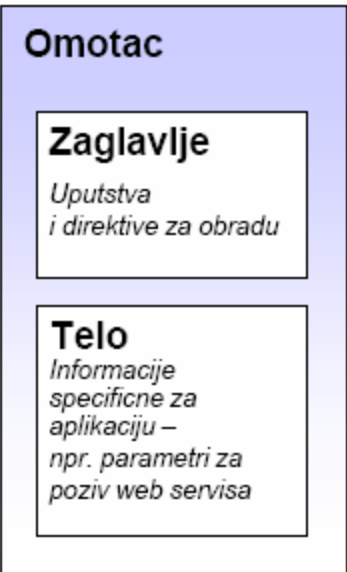 Omotac
Zaglavlje
Uputstva
i direktive za obradu
Telo
Informacije
specificne za
aplikaciju –
npr. parametri za
poziv web servisa